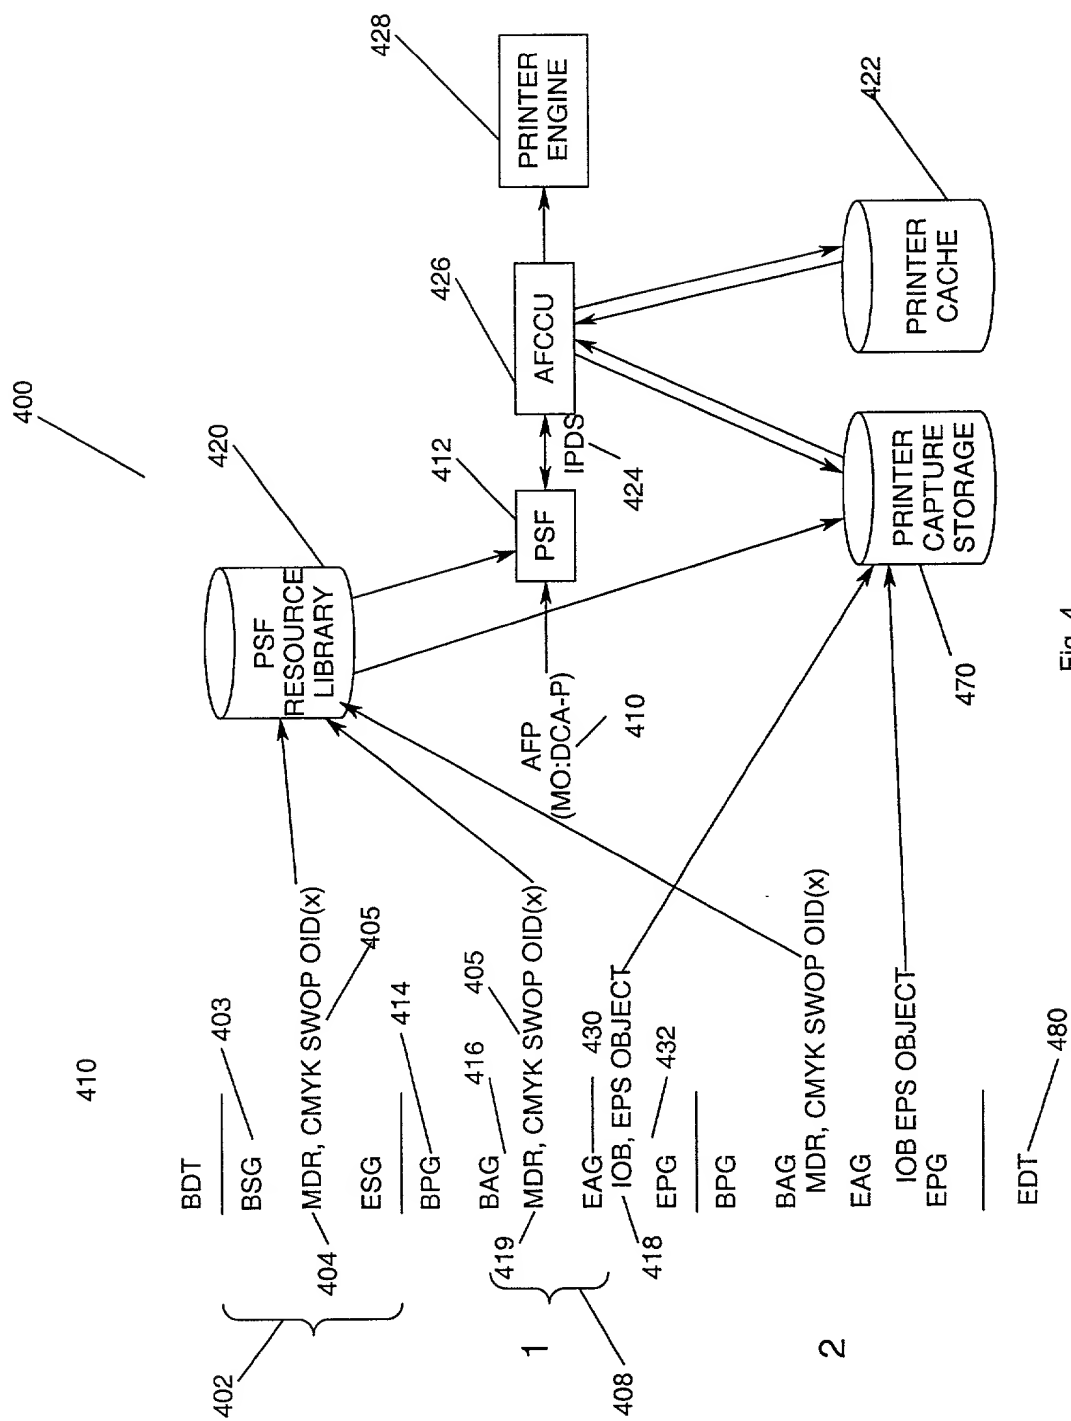 400
410
BDT
BSG
403
MDR, CMYK SWOP OID(x)
404
405
ESG
402
BPG
414
BAG
416
MDR, CMYK SWOP OID(x)
419
405
EAG
430
IOB, EPS OBJECT
418
EPG
432
408
1
BPG
BAG
MDR, CMYK SWOP OID(x)
EAG
IOB EPS OBJECT
EPG
2
EDT
480
PSF
RESOURCE
LIBRARY
420
AFP
(MO:DCA-P)
410
PSF
412
IPDS
424
AFCCU
426
PRINTER
ENGINE
428
PRINTER
CAPTURE
STORAGE
470
PRINTER
CACHE
422
Fig. 4